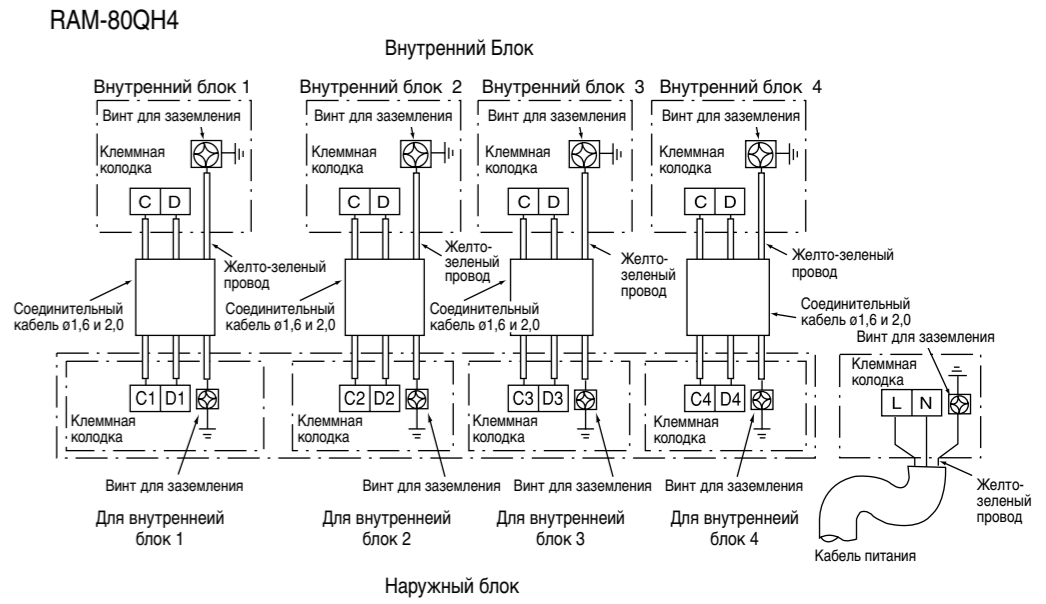 RAM-80QH4
Внутренний Блок
Внутренний блок 1
Винт для заземления
Клеммная
колодка
C D
Желто-зеленый
провод
Соединительный
кабель ø1,6 и 2,0
C1 D1
Клеммная
колодка
Винт для заземления
Для внутреннеий
блок 1
Внутренний блок 2
Винт для заземления
Клеммная
колодка
C D
Желто-
зеленый
провод
Соединительный
кабель ø1,6 и 2,0
C2 D2
Клеммная
колодка
Винт для заземления
Для внутреннеий
блок 2
Внутренний блок 3
Винт для заземления
Клеммная
колодка
C D
Желто-
зеленый
провод
Соединительный
кабель ø1,6 и 2,0
C3 D3
Клеммная
колодка
Винт для заземления
Для внутреннеий
блок 3
Внутренний блок 4
Винт для заземления
Клеммная
колодка
C D
Желто-зеленый
провод
Соединительный
кабель ø1,6 и 2,0
C4 D4
Клеммная
колодка
Винт для заземления
Для внутреннеий
блок 4
Винт для заземления
Клеммная
колодка
L N
Желто-
зеленый
провод
Кабель питания
Наружный блок